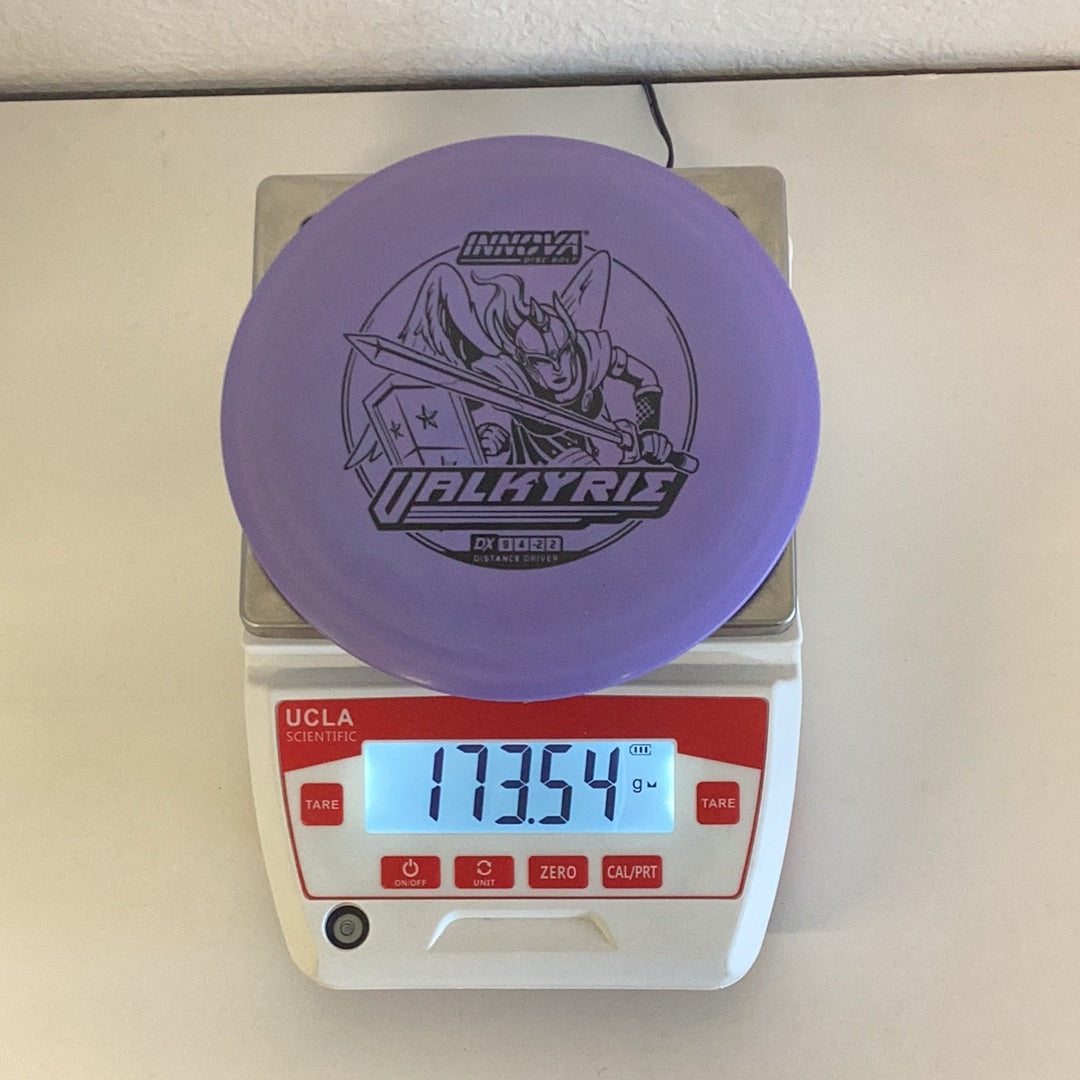 INNOVA
DISC GOLF
VALKYRIE
DX 9 4 -2 2
DISTANCE DRIVER
UCLA
SCIENTIFIC
173.54 g
TARE
TARE
ON/OFF
UNIT
ZERO
CAL/PRT